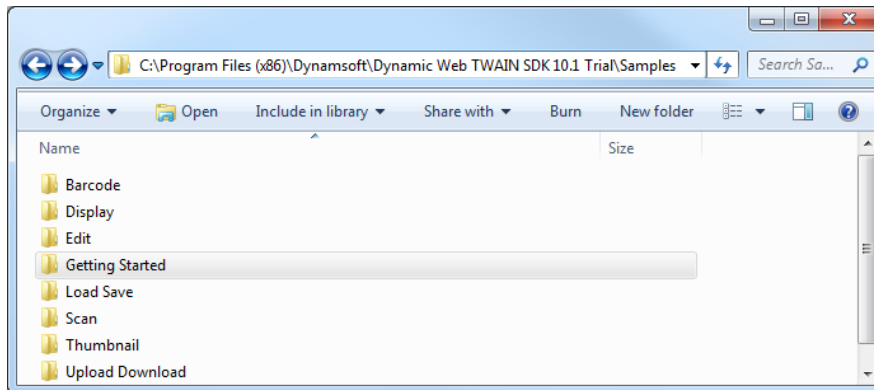 C:\Program Files (x86)\Dynamsoft\Dynamic Web TWAIN SDK 10.1 Trial\Samples Search Sa...
Organize Open Include in library Share with Burn New folder
Name Size
Barcode
Display
Edit
Getting Started
Load Save
Scan
Thumbnail
Upload Download